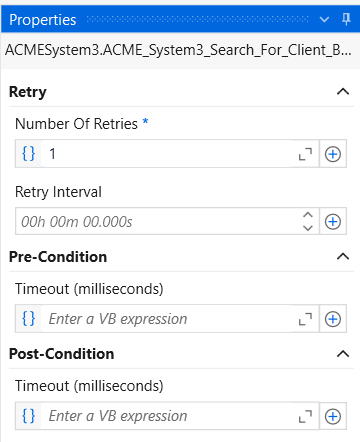 Properties
ACMESystem3.ACME_System3_Search_For_Client_B...
Retry
Number Of Retries *
{} 1
Retry Interval
00h 00m 00.000s
Pre-Condition
Timeout (milliseconds)
{} Enter a VB expression
Post-Condition
Timeout (milliseconds)
{} Enter a VB expression